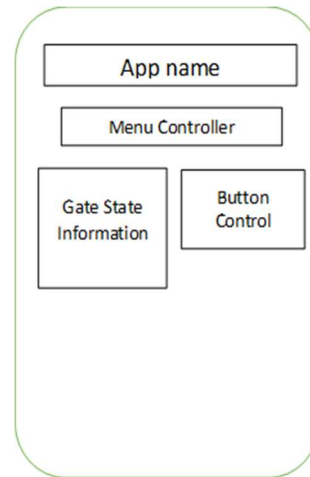 App name
Menu Controller
Gate State
Information
Button
Control